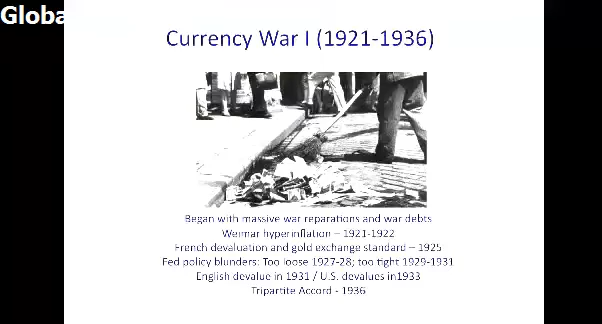 Globa
Currency War I (1921-1936)
Began with massive war reparations and war debts
Weimar hyperinflation – 1921-1922
French devaluation and gold exchange standard – 1925
Fed policy blunders: Too loose 1927-28; too tight 1929-1931
English devalue in 1931 / U.S. devalues in1933
Tripartite Accord - 1936